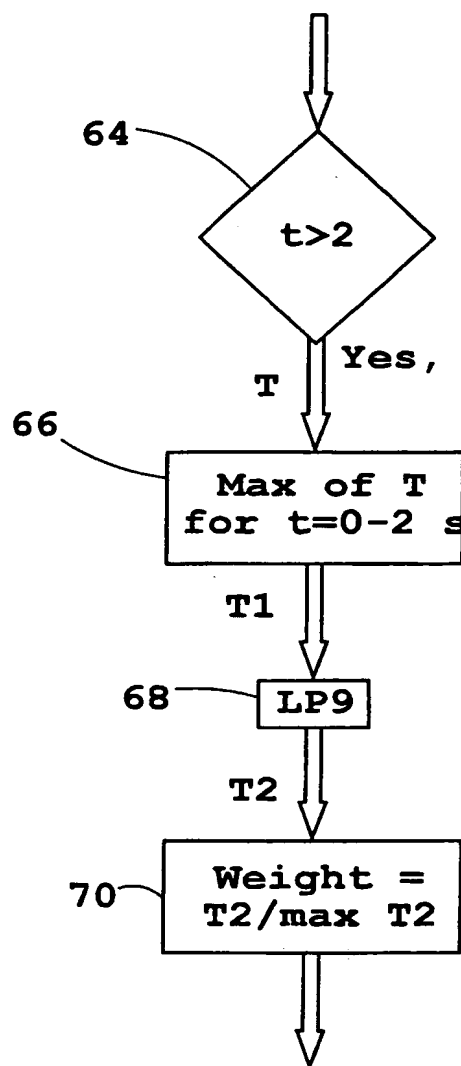 64
t>2
Yes,
T
66
Max of T
for t=0-2 s
T1
68
LP9
T2
70
Weight =
T2/max T2